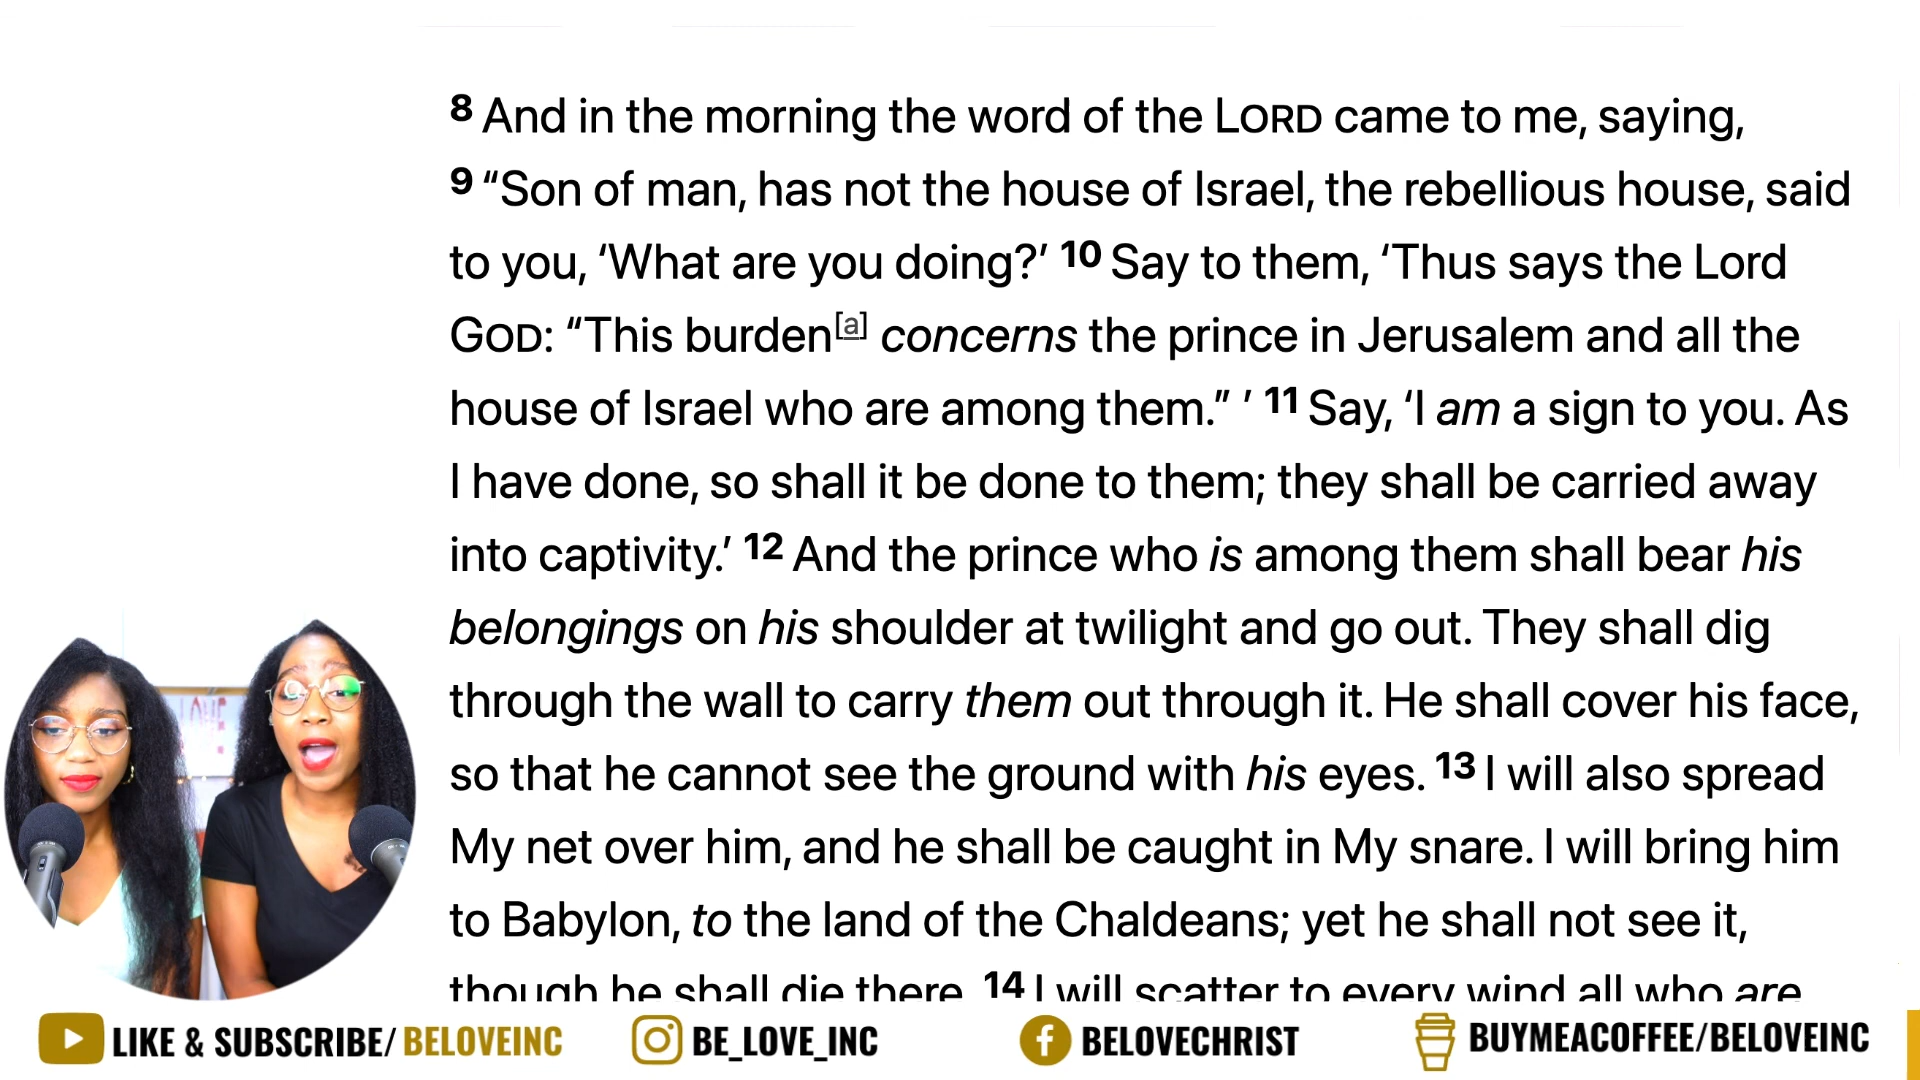 8 And in the morning the word of the LORD came to me, saying,
9 “Son of man, has not the house of Israel, the rebellious house, said
to you, ‘What are you doing?’ 10 Say to them, ‘Thus says the Lord
GOD: “This burden[a] concerns the prince in Jerusalem and all the
house of Israel who are among them.” ’ 11 Say, ‘I am a sign to you. As
I have done, so shall it be done to them; they shall be carried away
into captivity.’ 12 And the prince who is among them shall bear his
belongings on his shoulder at twilight and go out. They shall dig
through the wall to carry them out through it. He shall cover his face,
so that he cannot see the ground with his eyes. 13 I will also spread
My net over him, and he shall be caught in My snare. I will bring him
to Babylon, to the land of the Chaldeans; yet he shall not see it,
though he shall die there. 14 I will scatter to every wind all who are
LOVE
LIKE & SUBSCRIBE/ BELOVEINC
BE_LOVE_INC
BELOVECHRIST
BUYMEACOFFEE/BELOVEINC